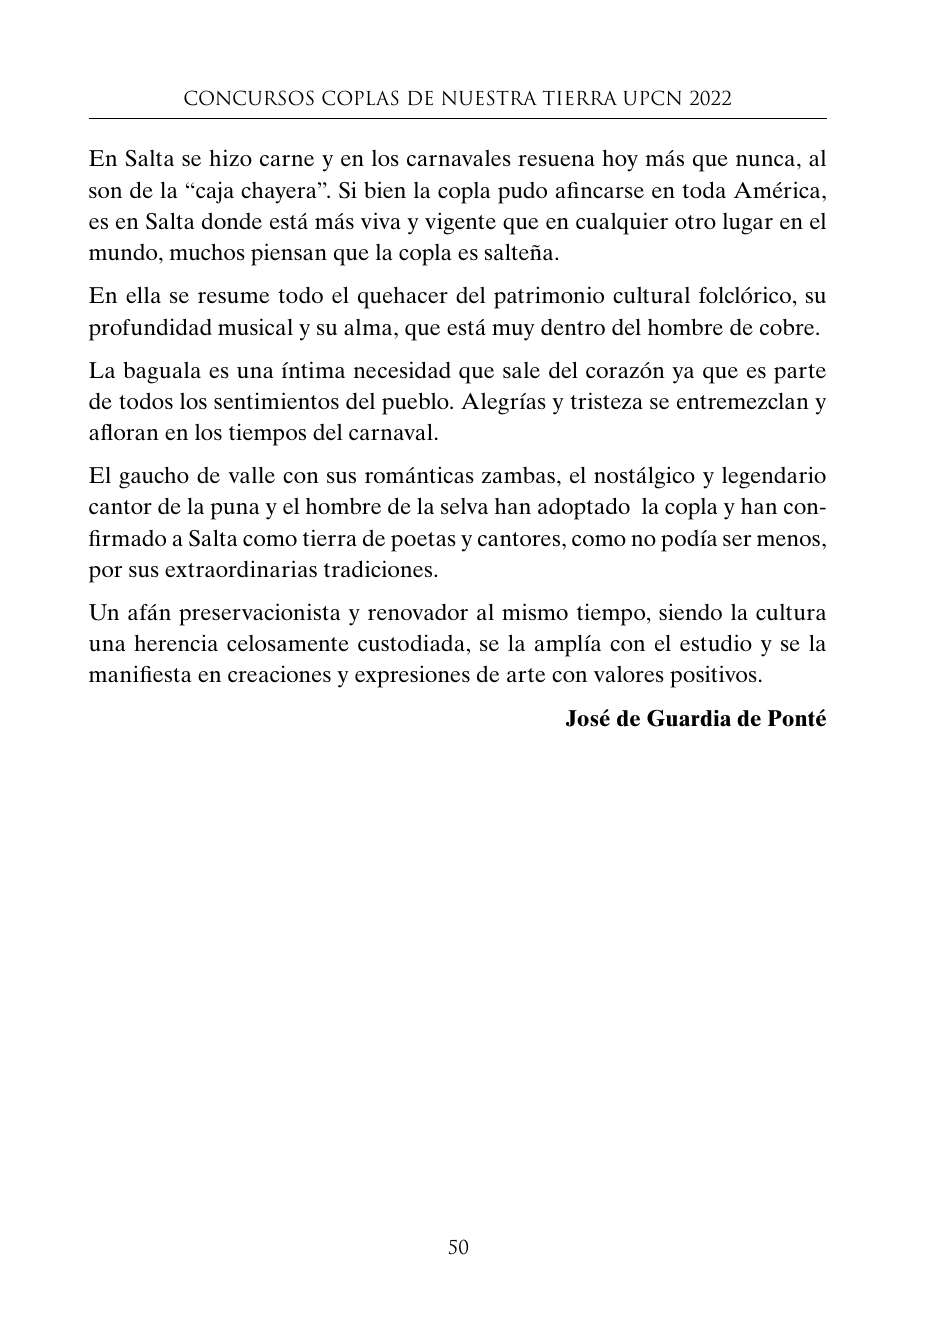 CONCURSOS COPLAS DE NUESTRA TIERRA UPCN 2022
En Salta se hizo carne y en los carnavales resuena hoy más que nunca, al
son de la “caja chayera”. Si bien la copla pudo afincarse en toda América,
es en Salta donde está más viva y vigente que en cualquier otro lugar en el
mundo, muchos piensan que la copla es salteña.
En ella se resume todo el quehacer del patrimonio cultural folclórico, su
profundidad musical y su alma, que está muy dentro del hombre de cobre.
La baguala es una íntima necesidad que sale del corazón ya que es parte
de todos los sentimientos del pueblo. Alegrías y tristeza se entremezclan y
afloran en los tiempos del carnaval.
El gaucho de valle con sus románticas zambas, el nostálgico y legendario
cantor de la puna y el hombre de la selva han adoptado  la copla y han con-
firmado a Salta como tierra de poetas y cantores, como no podía ser menos,
por sus extraordinarias tradiciones.
Un afán preservacionista y renovador al mismo tiempo, siendo la cultura
una herencia celosamente custodiada, se la amplía con el estudio y se la
manifiesta en creaciones y expresiones de arte con valores positivos.
José de Guardia de Ponté
50